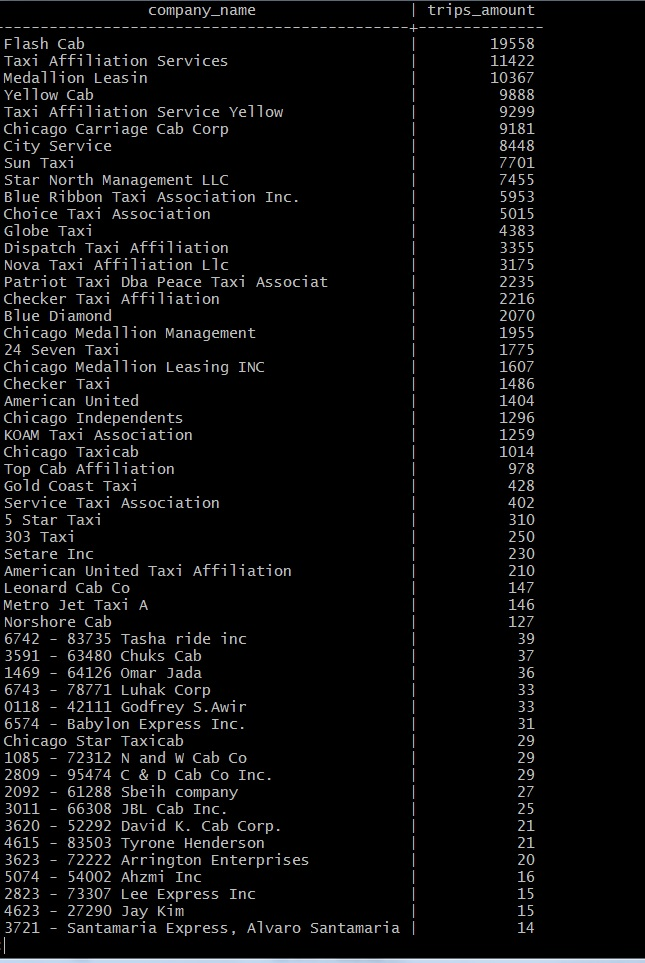 company_name | trips_amount
---------------------------------------------+--------------
Flash Cab | 19558
Taxi Affiliation Services | 11422
Medallion Leasin | 10367
Yellow Cab | 9888
Taxi Affiliation Service Yellow | 9299
Chicago Carriage Cab Corp | 9181
City Service | 8448
Sun Taxi | 7701
Star North Management LLC | 7455
Blue Ribbon Taxi Association Inc. | 5953
Choice Taxi Association | 5015
Globe Taxi | 4383
Dispatch Taxi Affiliation | 3355
Nova Taxi Affiliation Llc | 3175
Patriot Taxi Dba Peace Taxi Associat | 2235
Checker Taxi Affiliation | 2216
Blue Diamond | 2070
Chicago Medallion Management | 1955
24 Seven Taxi | 1775
Chicago Medallion Leasing INC | 1607
Checker Taxi | 1486
American United | 1404
Chicago Independents | 1296
KOAM Taxi Association | 1259
Chicago Taxicab | 1014
Top Cab Affiliation | 978
Gold Coast Taxi | 428
Service Taxi Association | 402
5 Star Taxi | 310
303 Taxi | 250
Setare Inc | 230
American United Taxi Affiliation | 210
Leonard Cab Co | 147
Metro Jet Taxi A | 146
Norshore Cab | 127
6742 - 83735 Tasha ride inc | 39
3591 - 63480 Chuks Cab | 37
1469 - 64126 Omar Jada | 36
6743 - 78771 Luhak Corp | 33
0118 - 42111 Godfrey S.Awir | 33
6574 - Babylon Express Inc. | 31
Chicago Star Taxicab | 29
1085 - 72312 N and W Cab Co | 29
2809 - 95474 C & D Cab Co Inc. | 29
2092 - 61288 Sbeih company | 27
3011 - 66308 JBL Cab Inc. | 25
3620 - 52292 David K. Cab Corp. | 21
4615 - 83503 Tyrone Henderson | 21
3623 - 72222 Arrington Enterprises | 20
5074 - 54002 Ahzmi Inc | 16
2823 - 73307 Lee Express Inc | 15
4623 - 27290 Jay Kim | 15
3721 - Santamaria Express, Alvaro Santamaria | 14
: